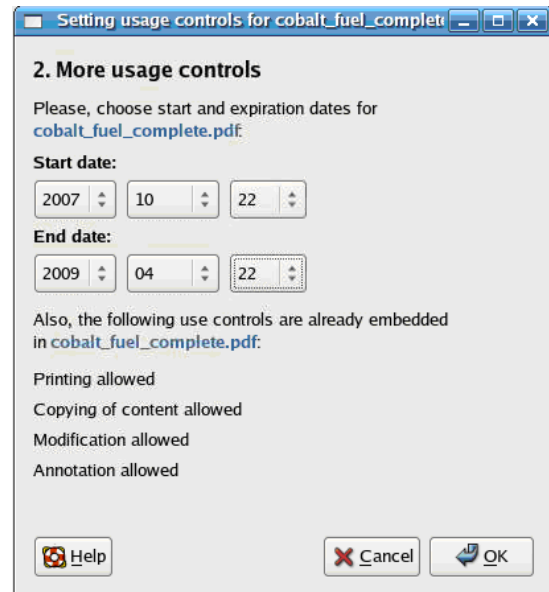 Setting usage controls for cobalt_fuel_complete
2. More usage controls
Please, choose start and expiration dates for
cobalt_fuel_complete.pdf:
Start date:
2007 10 22
End date:
2009 04 22
Also, the following use controls are already embedded
in cobalt_fuel_complete.pdf:
Printing allowed
Copying of content allowed
Modification allowed
Annotation allowed
Help Cancel OK